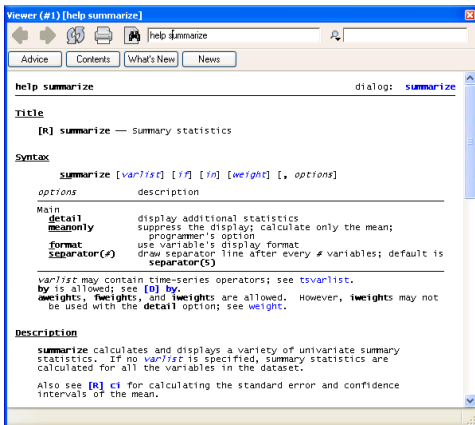 Viewer (#1) [help summarize]
help summarize
Advice Contents What's New News
help summarize dialog: summarize
Title
[R] summarize — Summary statistics
Syntax
summarize [varlist] [if] [in] [weight] [, options]
options description
Main
detail display additional statistics
meanonly suppress the display; calculate only the mean;
programmer's option
format use variable's display format
separator(#) draw separator line after every # variables; default is
separator(5)
varlist may contain time-series operators; see tsvarlist.
by is allowed; see [D] by.
aweights, fweights, and iweights are allowed. However, iweights may not
be used with the detail option; see weight.
Description
summarize calculates and displays a variety of univariate summary
statistics. If no varlist is specified, summary statistics are
calculated for all the variables in the dataset.
Also see [R] ci for calculating the standard error and confidence
intervals of the mean.